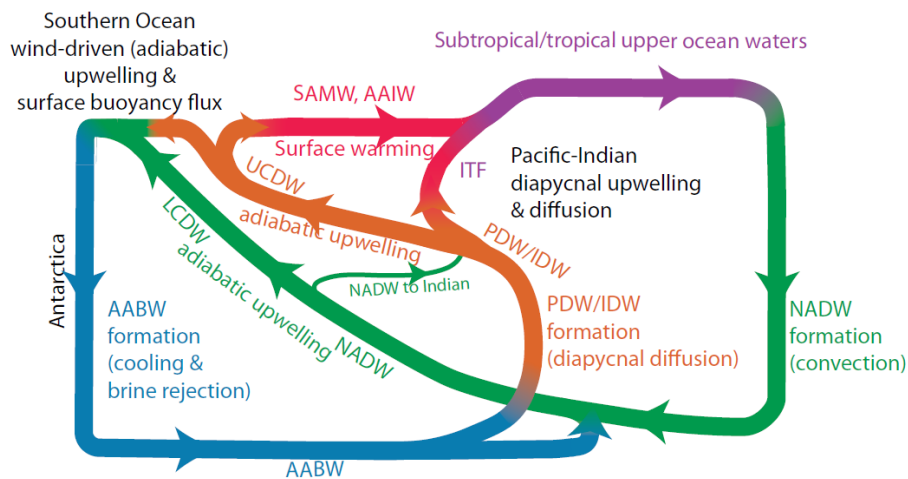 Southern Ocean
wind-driven (adiabatic)
upwelling &
surface buoyancy flux
Subtropical/tropical upper ocean waters
SAMW, AAIW
Surface warming
ITF
Pacific-Indian
diapycnal upwelling
& diffusion
UCDW
adiabatic upwelling
PDW/IDW
LCDW
adiabatic upwelling
NADW to Indian
NADW
Antarctica
AABW
formation
(cooling &
brine rejection)
PDW/IDW
formation
(diapycnal diffusion)
NADW
formation
(convection)
AABW